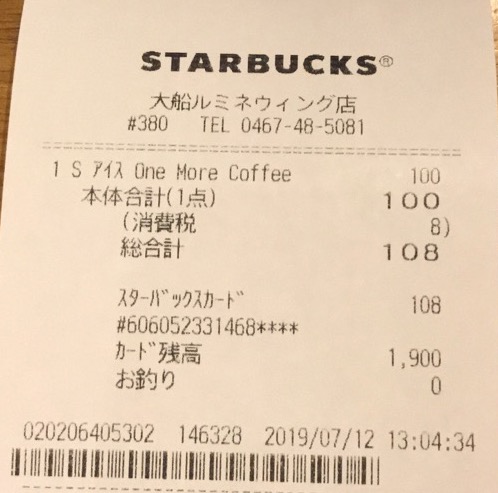 STARBUCKS®
大船ルミネウィング店
#380 TEL 0467-48-5081
1 S アイス One More Coffee 100
本体合計(1点) 100
(消費税 8)
総合計 108
スターバックスカード 108
#606052331468****
カード残高 1,900
お釣り 0
020206405302 146328 2019/07/12 13:04:34